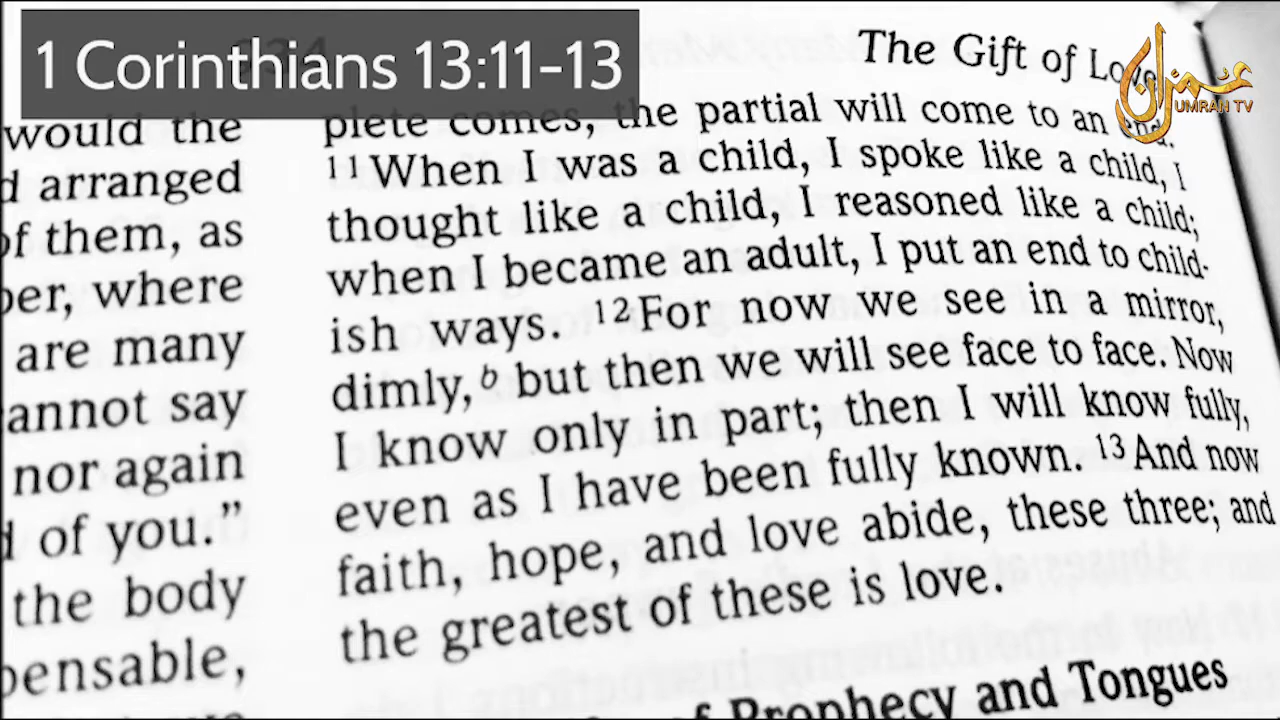 1 Corinthians 13:11-13
The Gift of Love
عمران
UMRAN TV
would the
d arranged
of them, as
per, where
are many
annot say
nor again
d of you.”
the body
pensable,
plete comes, the partial will come to an end.
11 When I was a child, I spoke like a child, I
thought like a child, I reasoned like a child;
when I became an adult, I put an end to child-
ish ways. 12 For now we see in a mirror,
dimly,b but then we will see face to face. Now
I know only in part; then I will know fully,
even as I have been fully known. 13 And now
faith, hope, and love abide, these three; and
the greatest of these is love.
of Prophecy and Tongues